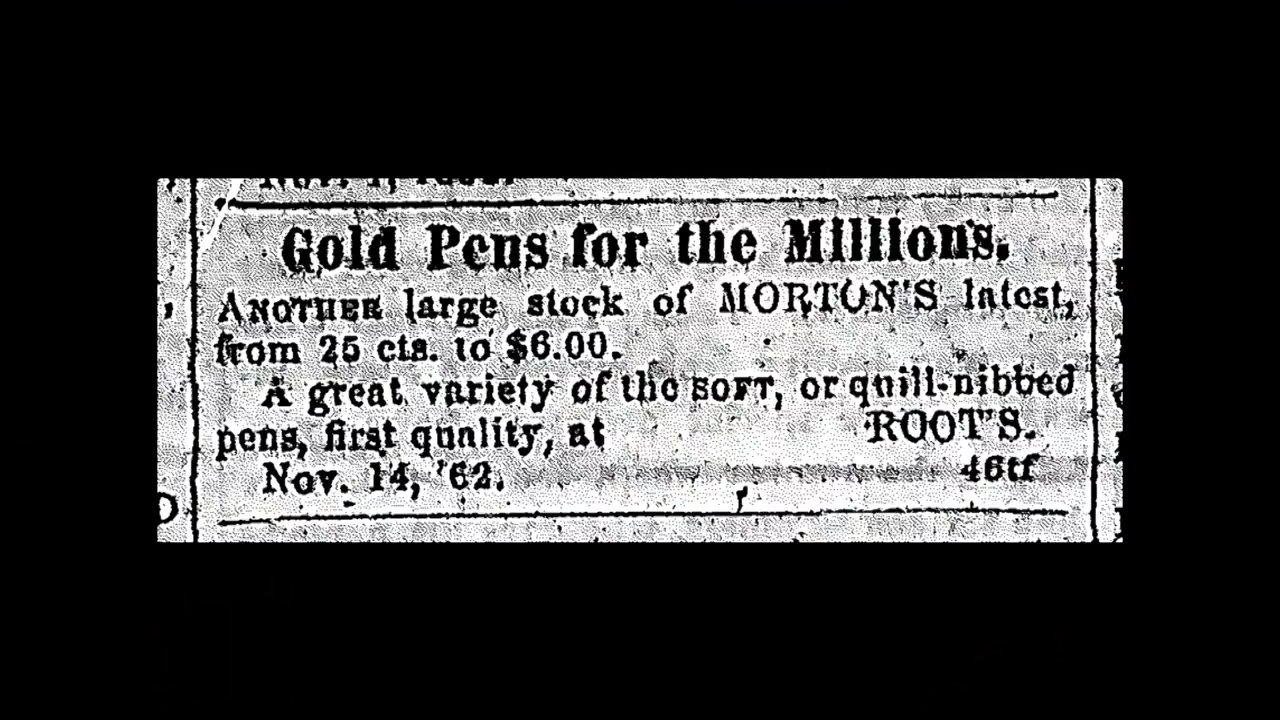 Gold Pens for the Millions.
ANOTHER large stock of MORTON'S latest,
from 25 cts. to $6.00.
A great variety of the SOFT, or quill-nibbed
pens, first quality, at ROOT'S.
Nov. 14, '62. 46tf